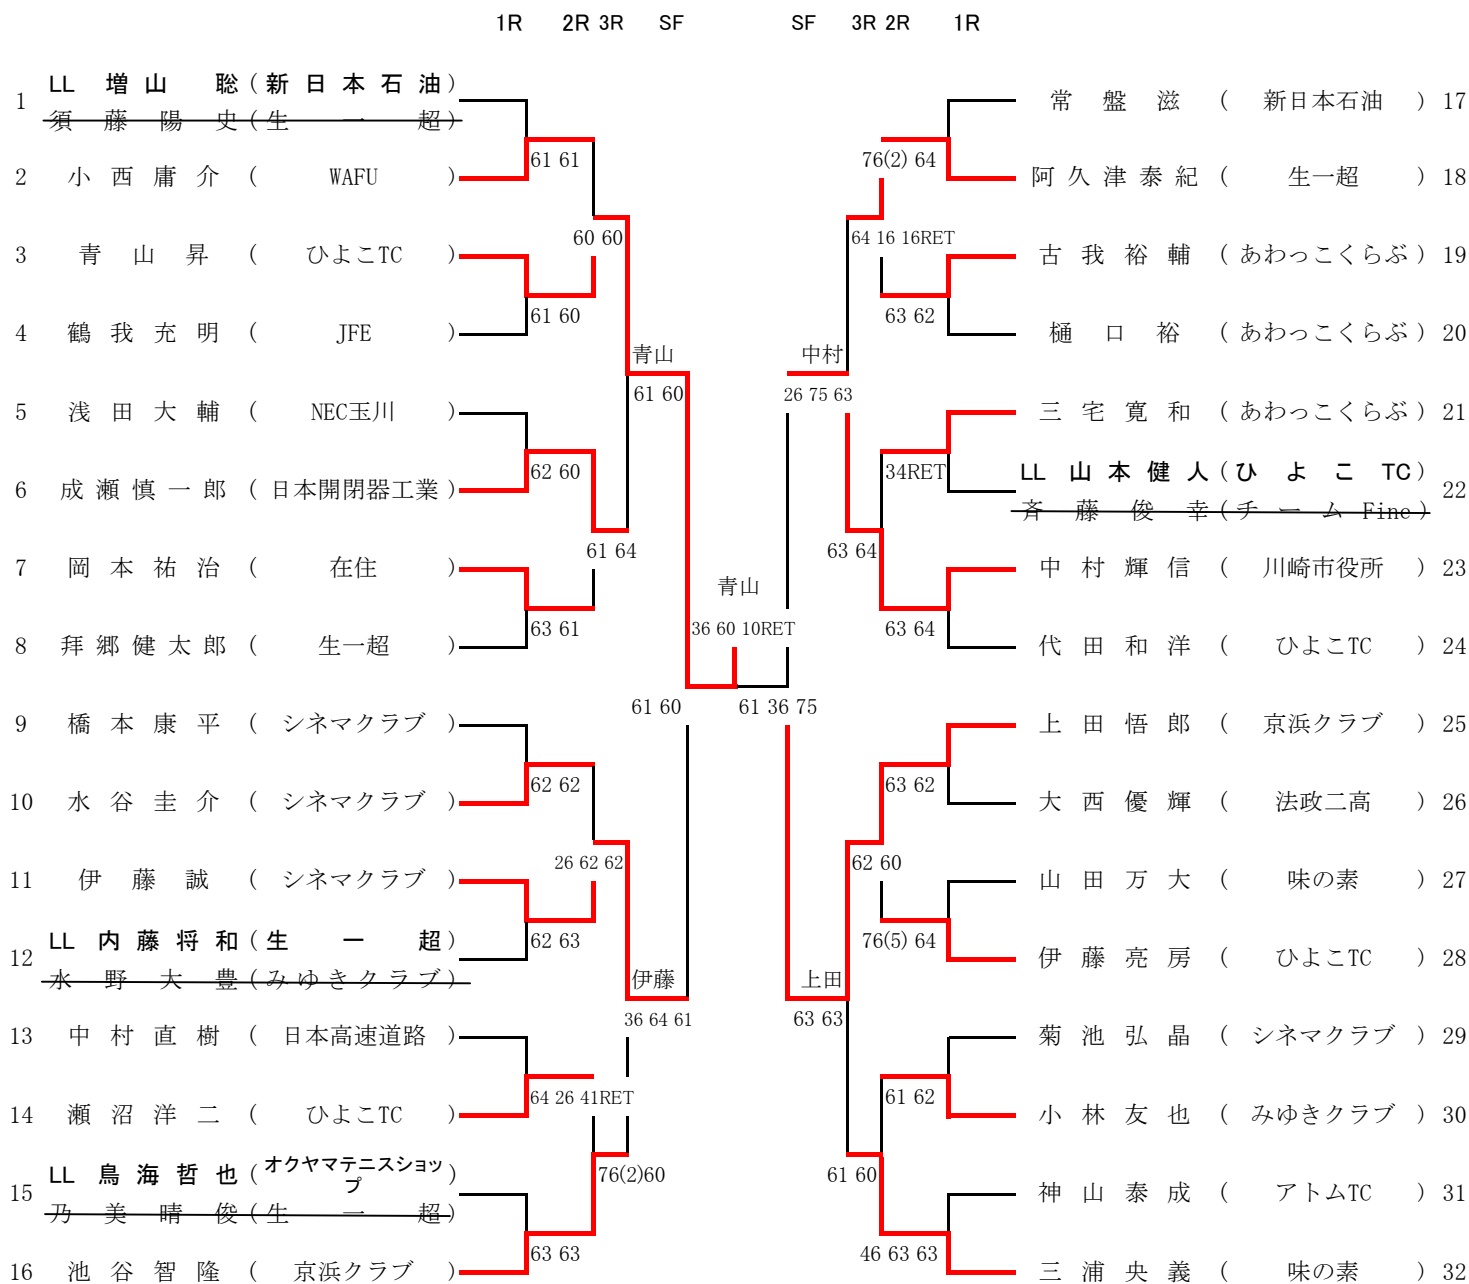 1R 2R 3R SF SF 3R 2R 1R
1 LL 増山 聡 (新日本石油)
須藤陽史 (生一超)
61 61
2 小西庸介 ( WAFU )
60 60
3 青山昇 ( ひよこTC )
61 60
4 鶴我充明 ( JFE )
青山
61 60
5 浅田大輔 ( NEC玉川 )
62 60
6 成瀬慎一郎 ( 日本開閉器工業 )
61 64
7 岡本祐治 ( 在住 )
63 61
8 拜郷健太郎 ( 生一超 )
61 60
9 橋本康平 ( シネマクラブ )
62 62
10 水谷圭介 ( シネマクラブ )
26 62 62
11 伊藤誠 ( シネマクラブ )
62 63
12 LL 内藤将和 (生一超)
水野大豊 (みゆきクラブ)
伊藤
36 64 61
13 中村直樹 ( 日本高速道路 )
64 26 41RET
14 瀬沼洋二 ( ひよこTC )
76(2)60
15 LL 鳥海哲也 (オクヤマテニスショップ)
乃美晴俊 (生一超)
63 63
16 池谷智隆 ( 京浜クラブ )
青山
36 60 10RET
61 36 75
常盤滋 ( 新日本石油 ) 17
76(2) 64
阿久津泰紀 ( 生一超 ) 18
64 16 16RET
古我裕輔 ( あわっこくらぶ ) 19
63 62
樋口裕 ( あわっこくらぶ ) 20
中村
26 75 63
三宅寛和 ( あわっこくらぶ ) 21
34RET
LL 山本健人 (ひよこTC) 22
斉藤俊幸 (チームFine)
63 64
中村輝信 ( 川崎市役所 ) 23
63 64
代田和洋 ( ひよこTC ) 24
上田悟郎 ( 京浜クラブ ) 25
63 62
大西優輝 ( 法政二高 ) 26
62 60
山田万大 ( 味の素 ) 27
76(5) 64
伊藤亮房 ( ひよこTC ) 28
上田
63 63
菊池弘晶 ( シネマクラブ ) 29
61 62
小林友也 ( みゆきクラブ ) 30
61 60
神山泰成 ( アトムTC ) 31
46 63 63
三浦央義 ( 味の素 ) 32